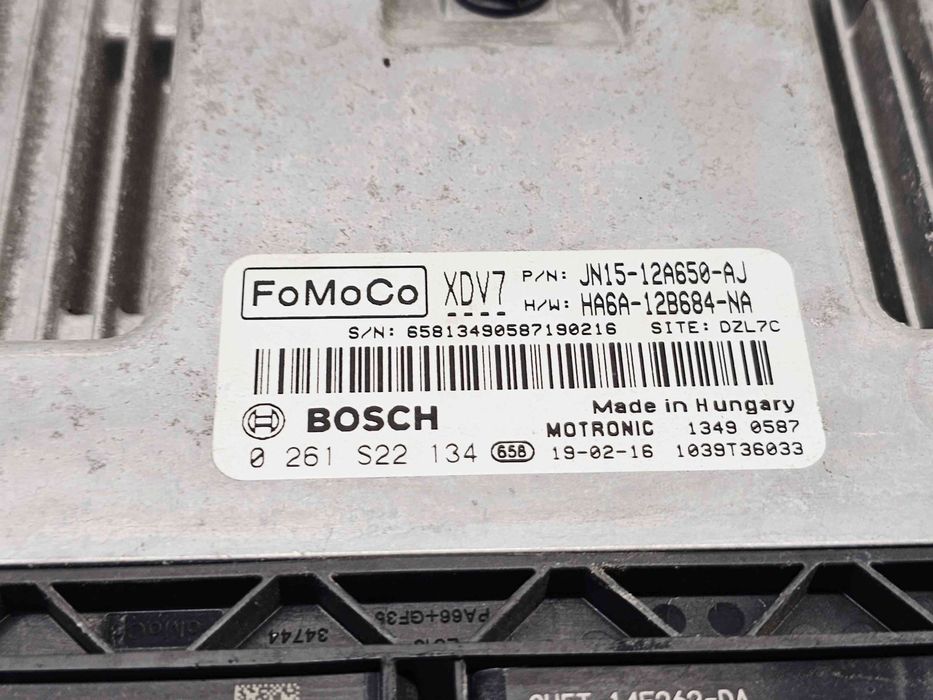 FoMoCo XDV7 P/N: JN15-12A650-AJ
H/W: HA6A-12B684-NA
S/N: 65813490587190216 SITE: DZL7C
BOSCH Made in Hungary
MOTRONIC 1349 0587
0 261 S22 134 658 19-02-16 1039T36033
PA66+GF35
34744